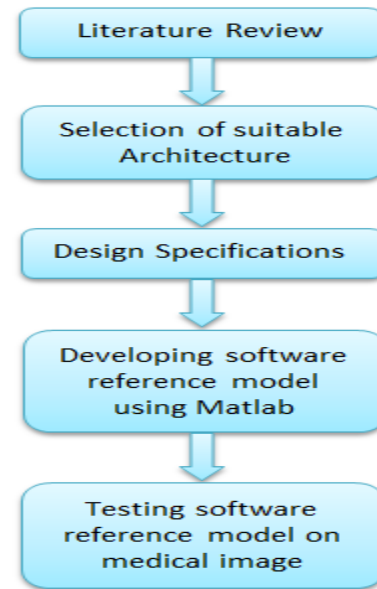 Literature Review
Selection of suitable
Architecture
Design Specifications
Developing software
reference model
using Matlab
Testing software
reference model on
medical image